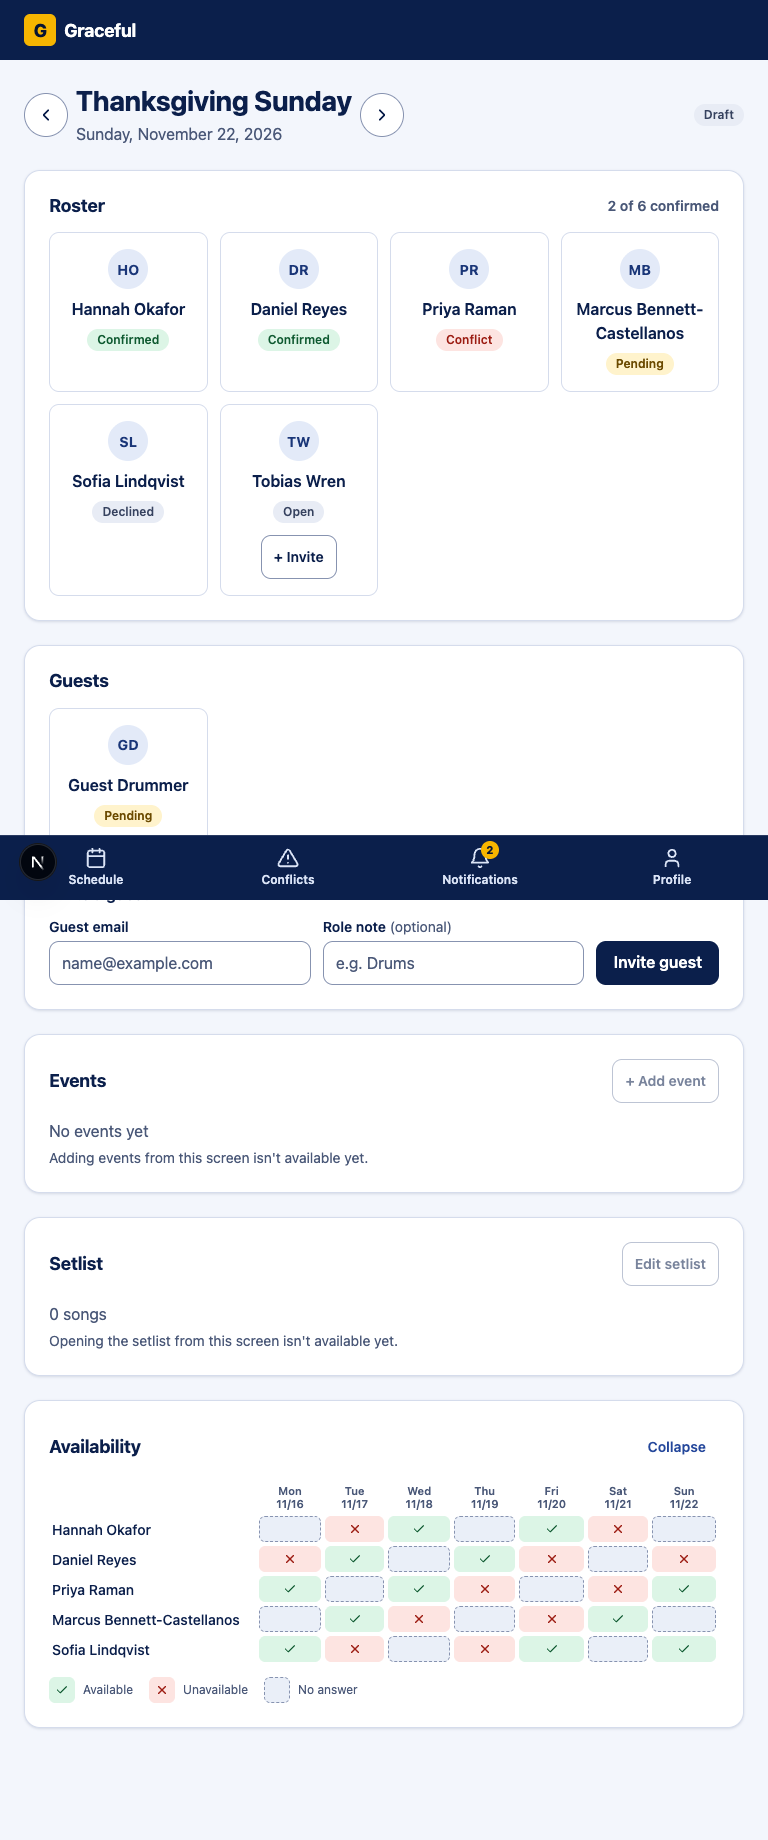 G Graceful
Thanksgiving Sunday
Sunday, November 22, 2026
Draft
Roster
2 of 6 confirmed
HO
Hannah Okafor
Confirmed
DR
Daniel Reyes
Confirmed
PR
Priya Raman
Conflict
MB
Marcus Bennett-
Castellanos
Pending
SL
Sofia Lindqvist
Declined
TW
Tobias Wren
Open
+ Invite
Guests
GD
Guest Drummer
Pending
N
Schedule
Conflicts
2
Notifications
Profile
Guest email
name@example.com
Role note (optional)
e.g. Drums
Invite guest
Events
+ Add event
No events yet
Adding events from this screen isn't available yet.
Setlist
Edit setlist
0 songs
Opening the setlist from this screen isn't available yet.
Availability
Collapse
Mon Tue Wed Thu Fri Sat Sun
11/16 11/17 11/18 11/19 11/20 11/21 11/22
Hannah Okafor
Daniel Reyes
Priya Raman
Marcus Bennett-Castellanos
Sofia Lindqvist
Available Unavailable No answer